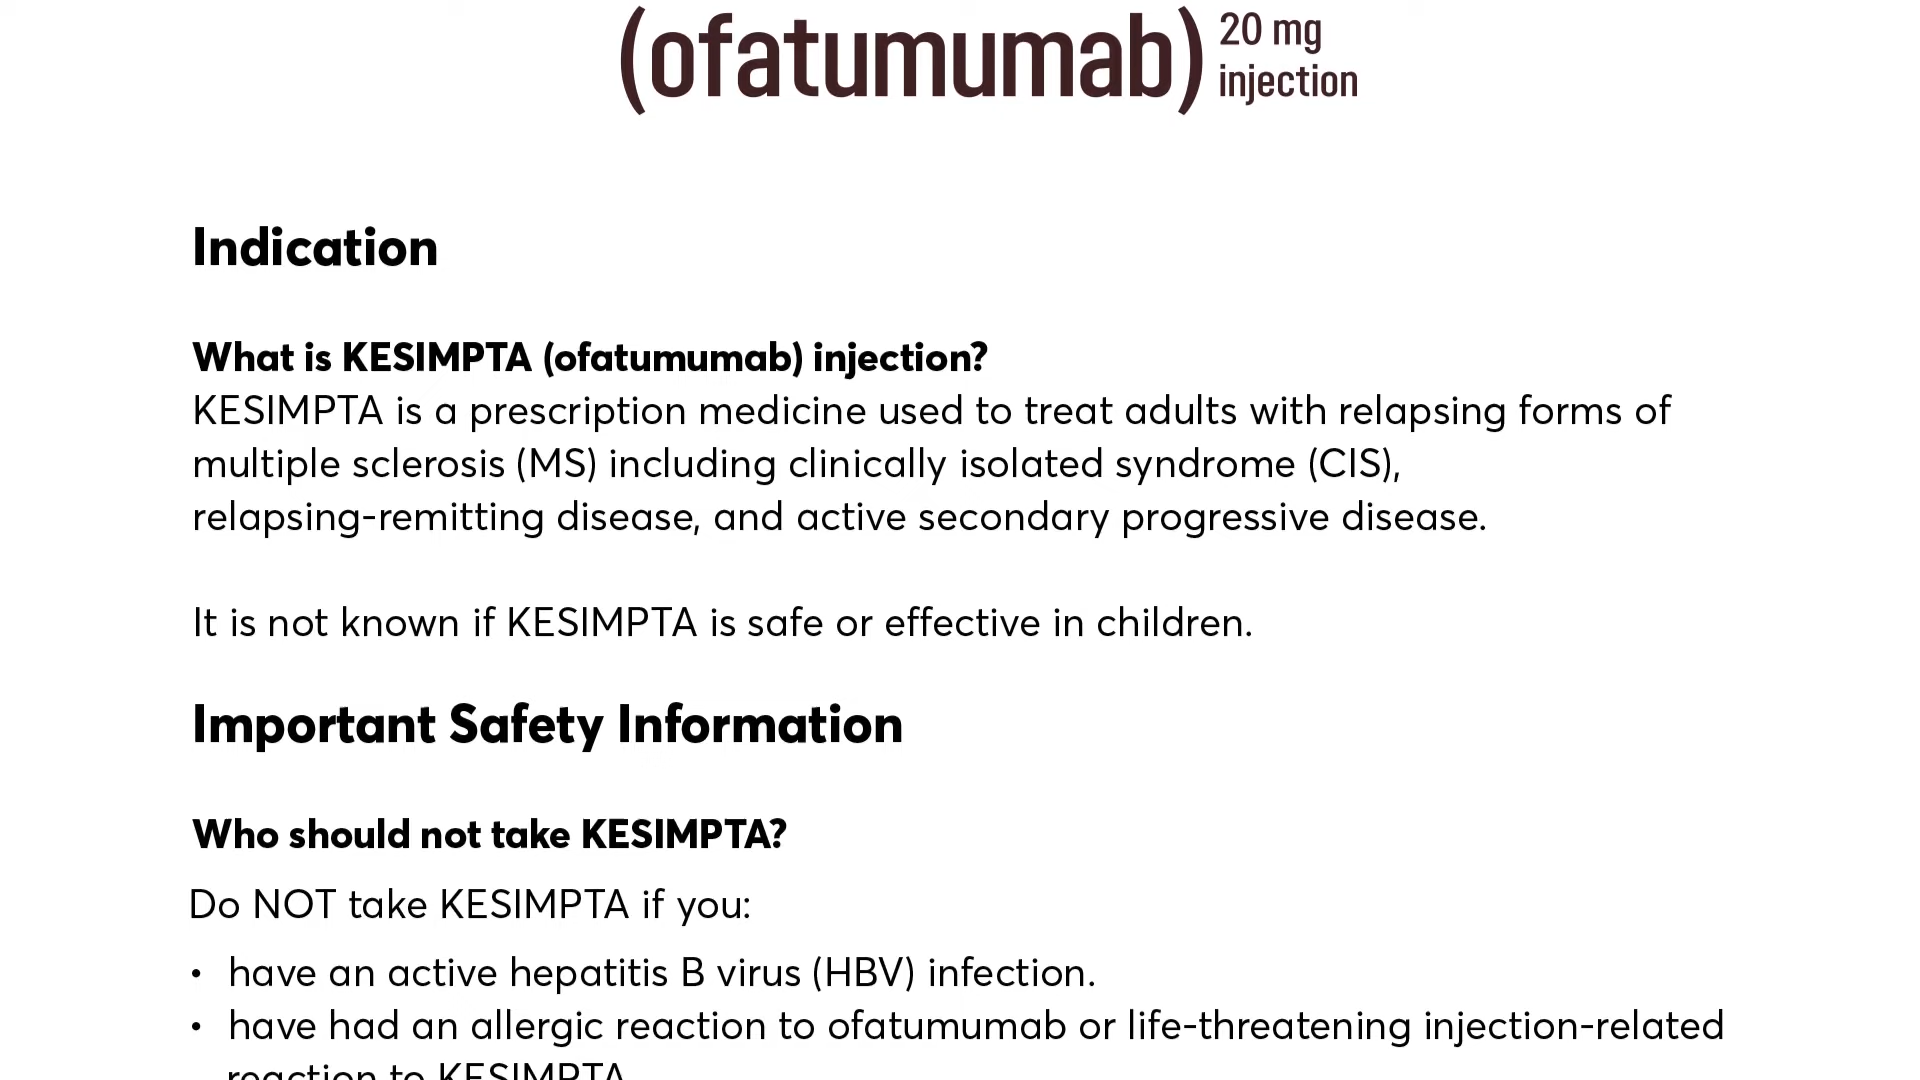 (ofatumumab) 20 mg
injection
Indication
What is KESIMPTA (ofatumumab) injection?
KESIMPTA is a prescription medicine used to treat adults with relapsing forms of
multiple sclerosis (MS) including clinically isolated syndrome (CIS),
relapsing-remitting disease, and active secondary progressive disease.
It is not known if KESIMPTA is safe or effective in children.
Important Safety Information
Who should not take KESIMPTA?
Do NOT take KESIMPTA if you:
• have an active hepatitis B virus (HBV) infection.
• have had an allergic reaction to ofatumumab or life-threatening injection-related
reaction to KESIMPTA.